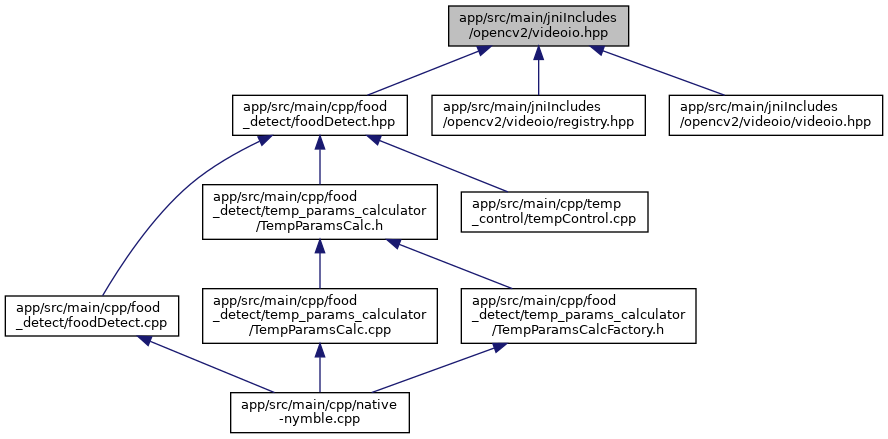 app/src/main/jniIncludes
/opencv2/videoio.hpp
app/src/main/cpp/food
_detect/foodDetect.hpp
app/src/main/jniIncludes
/opencv2/videoio/registry.hpp
app/src/main/jniIncludes
/opencv2/videoio/videoio.hpp
app/src/main/cpp/food
_detect/temp_params_calculator
/TempParamsCalc.h
app/src/main/cpp/temp
_control/tempControl.cpp
app/src/main/cpp/food
_detect/foodDetect.cpp
app/src/main/cpp/food
_detect/temp_params_calculator
/TempParamsCalc.cpp
app/src/main/cpp/food
_detect/temp_params_calculator
/TempParamsCalcFactory.h
app/src/main/cpp/native
-nymble.cpp